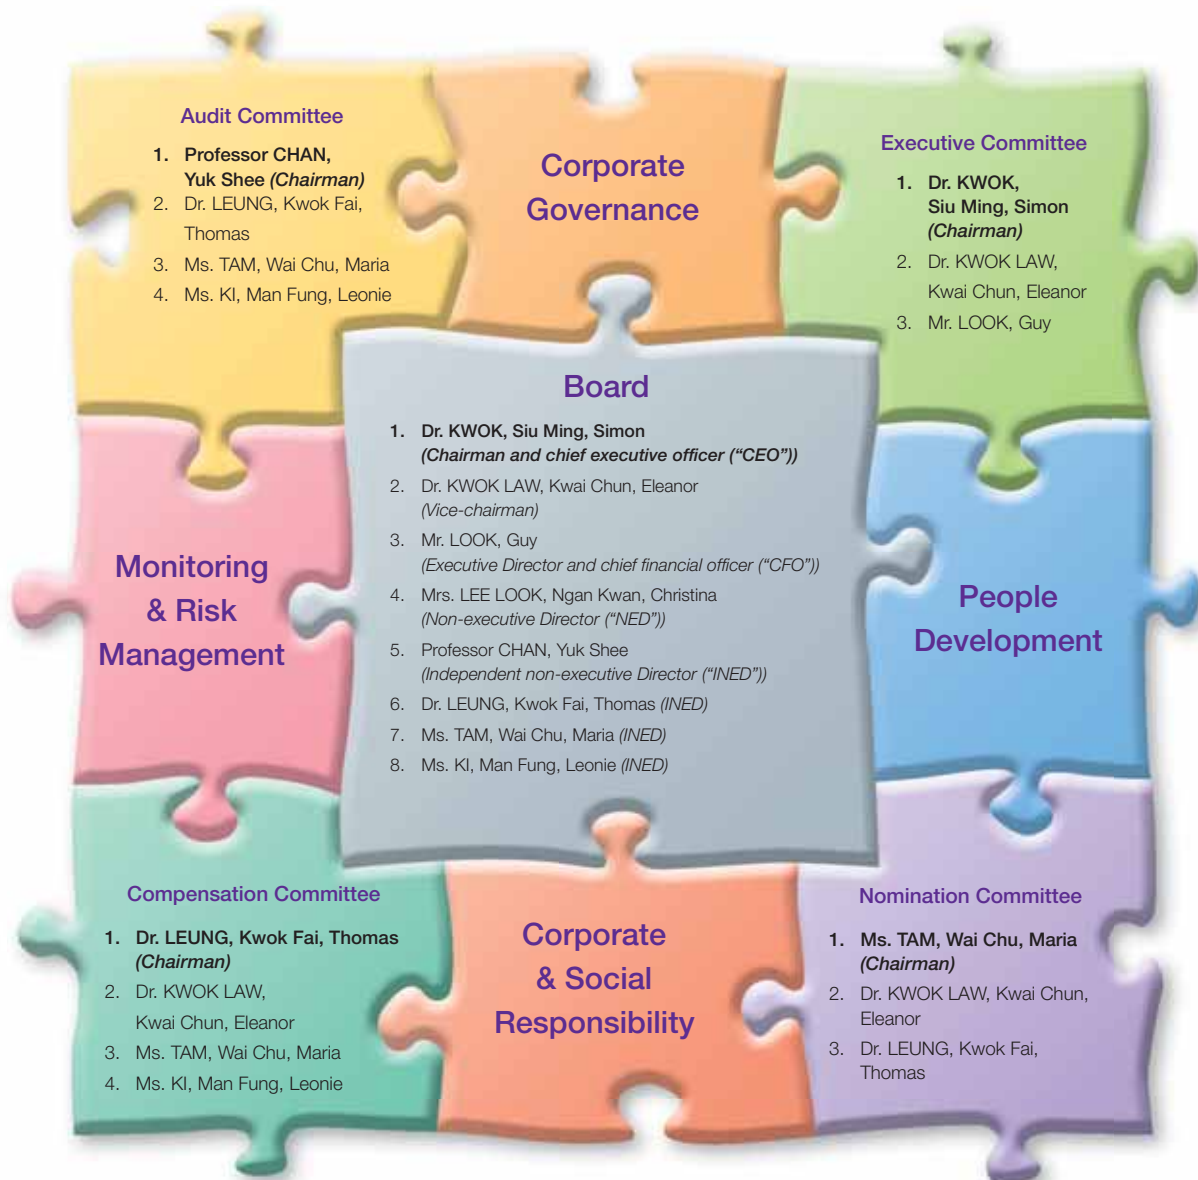 Audit Committee
1. Professor CHAN,
Yuk Shee (Chairman)
2. Dr. LEUNG, Kwok Fai,
Thomas
3. Ms. TAM, Wai Chu, Maria
4. Ms. KI, Man Fung, Leonie
Corporate
Governance
Executive Committee
1. Dr. KWOK,
Siu Ming, Simon
(Chairman)
2. Dr. KWOK LAW,
Kwai Chun, Eleanor
3. Mr. LOOK, Guy
Board
1. Dr. KWOK, Siu Ming, Simon
(Chairman and chief executive officer (“CEO”))
2. Dr. KWOK LAW, Kwai Chun, Eleanor
(Vice-chairman)
3. Mr. LOOK, Guy
(Executive Director and chief financial officer (“CFO”))
4. Mrs. LEE LOOK, Ngan Kwan, Christina
(Non-executive Director (“NED”))
5. Professor CHAN, Yuk Shee
(Independent non-executive Director (“INED”))
6. Dr. LEUNG, Kwok Fai, Thomas (INED)
7. Ms. TAM, Wai Chu, Maria (INED)
8. Ms. KI, Man Fung, Leonie (INED)
Monitoring
& Risk
Management
People
Development
Compensation Committee
1. Dr. LEUNG, Kwok Fai, Thomas
(Chairman)
2. Dr. KWOK LAW,
Kwai Chun, Eleanor
3. Ms. TAM, Wai Chu, Maria
4. Ms. KI, Man Fung, Leonie
Corporate
& Social
Responsibility
Nomination Committee
1. Ms. TAM, Wai Chu, Maria
(Chairman)
2. Dr. KWOK LAW, Kwai Chun,
Eleanor
3. Dr. LEUNG, Kwok Fai,
Thomas